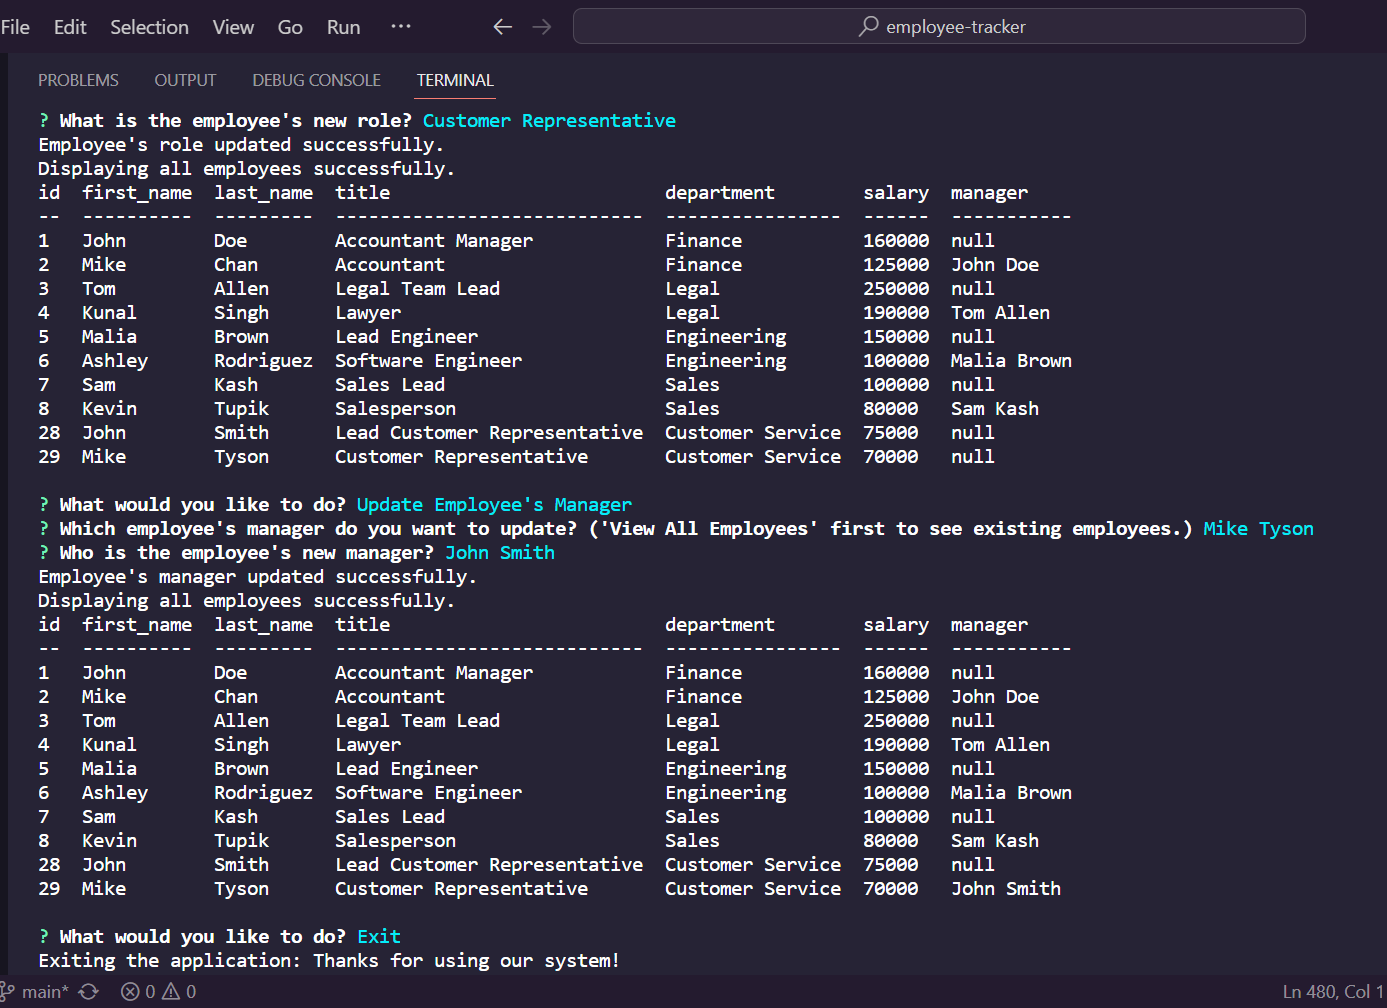 File Edit Selection View Go Run ··· employee-tracker
PROBLEMS OUTPUT DEBUG CONSOLE TERMINAL
? What is the employee's new role? Customer Representative
Employee's role updated successfully.
Displaying all employees successfully.
id  first_name  last_name  title                         department        salary  manager
--  ----------  ---------  ----------------------------  ----------------  ------  -----------
1   John        Doe        Accountant Manager            Finance           160000  null
2   Mike        Chan       Accountant                    Finance           125000  John Doe
3   Tom         Allen      Legal Team Lead               Legal             250000  null
4   Kunal       Singh      Lawyer                        Legal             190000  Tom Allen
5   Malia       Brown      Lead Engineer                 Engineering       150000  null
6   Ashley      Rodriguez  Software Engineer             Engineering       100000  Malia Brown
7   Sam         Kash       Sales Lead                    Sales             100000  null
8   Kevin       Tupik      Salesperson                   Sales             80000   Sam Kash
28  John        Smith      Lead Customer Representative  Customer Service  75000   null
29  Mike        Tyson      Customer Representative       Customer Service  70000   null
? What would you like to do? Update Employee's Manager
? Which employee's manager do you want to update? ('View All Employees' first to see existing employees.) Mike Tyson
? Who is the employee's new manager? John Smith
Employee's manager updated successfully.
Displaying all employees successfully.
id  first_name  last_name  title                         department        salary  manager
--  ----------  ---------  ----------------------------  ----------------  ------  -----------
1   John        Doe        Accountant Manager            Finance           160000  null
2   Mike        Chan       Accountant                    Finance           125000  John Doe
3   Tom         Allen      Legal Team Lead               Legal             250000  null
4   Kunal       Singh      Lawyer                        Legal             190000  Tom Allen
5   Malia       Brown      Lead Engineer                 Engineering       150000  null
6   Ashley      Rodriguez  Software Engineer             Engineering       100000  Malia Brown
7   Sam         Kash       Sales Lead                    Sales             100000  null
8   Kevin       Tupik      Salesperson                   Sales             80000   Sam Kash
28  John        Smith      Lead Customer Representative  Customer Service  75000   null
29  Mike        Tyson      Customer Representative       Customer Service  70000   John Smith
? What would you like to do? Exit
Exiting the application: Thanks for using our system!
main* 0 0 Ln 480, Col 1